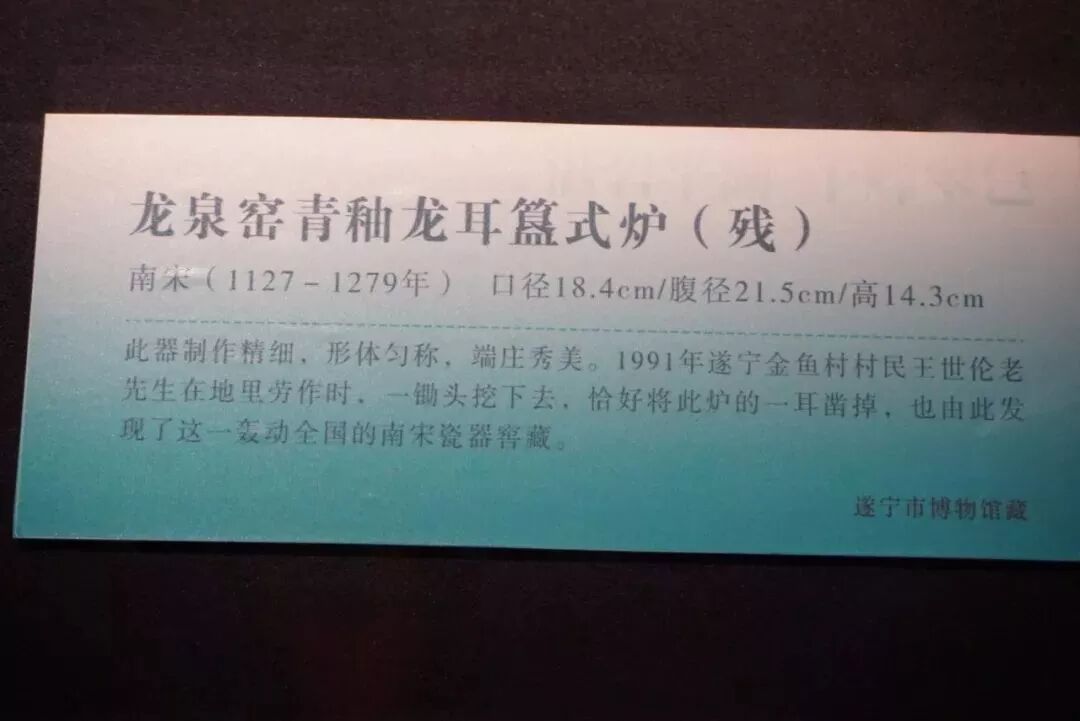 龙泉窑青釉龙耳簋式炉（残）
南宋（1127－1279年） 口径18.4cm/腹径21.5cm/高14.3cm
此器制作精细，形体匀称，端庄秀美。1991年遂宁金鱼村村民王世伦老
先生在地里劳作时，一锄头挖下去，恰好将此炉的一耳凿掉，也由此发
现了这一轰动全国的南宋瓷器窖藏。
遂宁市博物馆藏